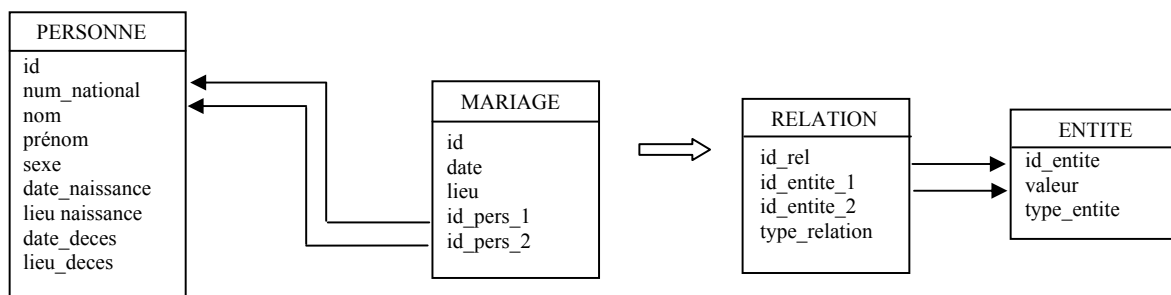 PERSONNE
id
num_national
nom
prénom
sexe
date_naissance
lieu naissance
date_deces
lieu_deces
MARIAGE
id
date
lieu
id_pers_1
id_pers_2
RELATION
id_rel
id_entite_1
id_entite_2
type_relation
ENTITE
id_entite
valeur
type_entite